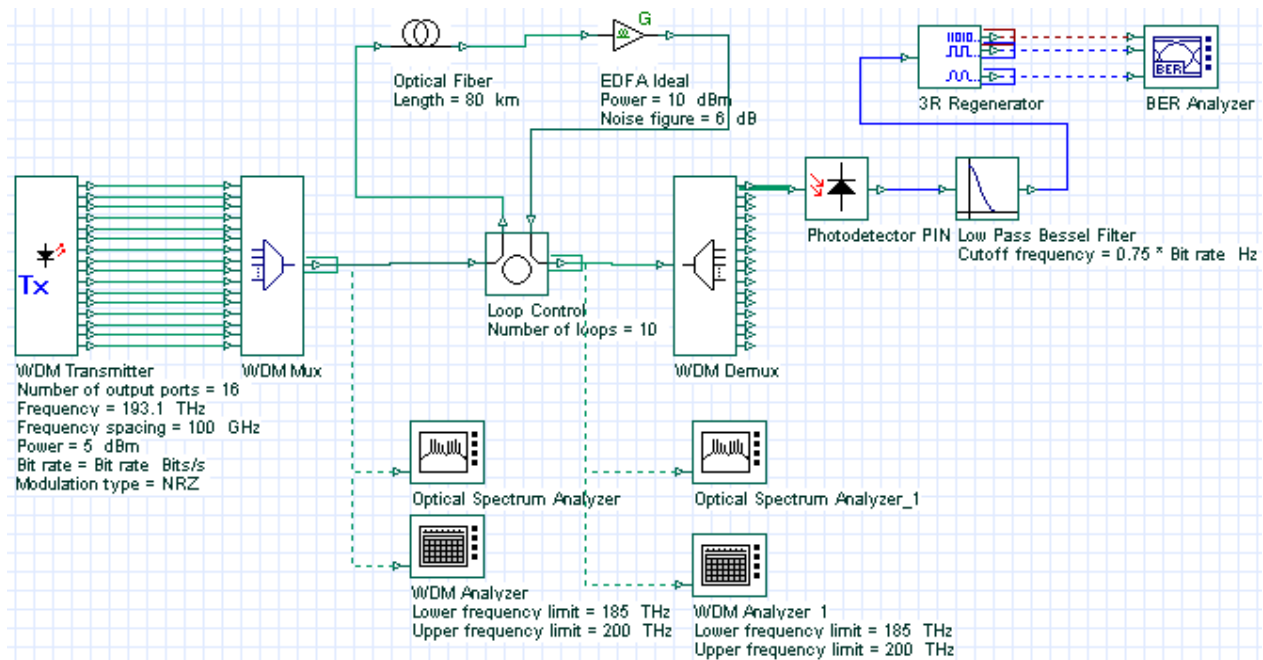 G
Optical Fiber
Length = 80 km
EDFA Ideal
Power = 10 dBm
Noise figure = 6 dB
3R Regenerator
BER
BER Analyzer
Tx
WDM Transmitter
Number of output ports = 16
Frequency = 193.1 THz
Frequency spacing = 100 GHz
Power = 5 dBm
Bit rate = Bit rate Bits/s
Modulation type = NRZ
WDM Mux
Loop Control
Number of loops = 10
WDM Demux
Photodetector PIN
Low Pass Bessel Filter
Cutoff frequency = 0.75 * Bit rate Hz
Optical Spectrum Analyzer
Optical Spectrum Analyzer_1
WDM Analyzer
Lower frequency limit = 185 THz
Upper frequency limit = 200 THz
WDM Analyzer_1
Lower frequency limit = 185 THz
Upper frequency limit = 200 THz